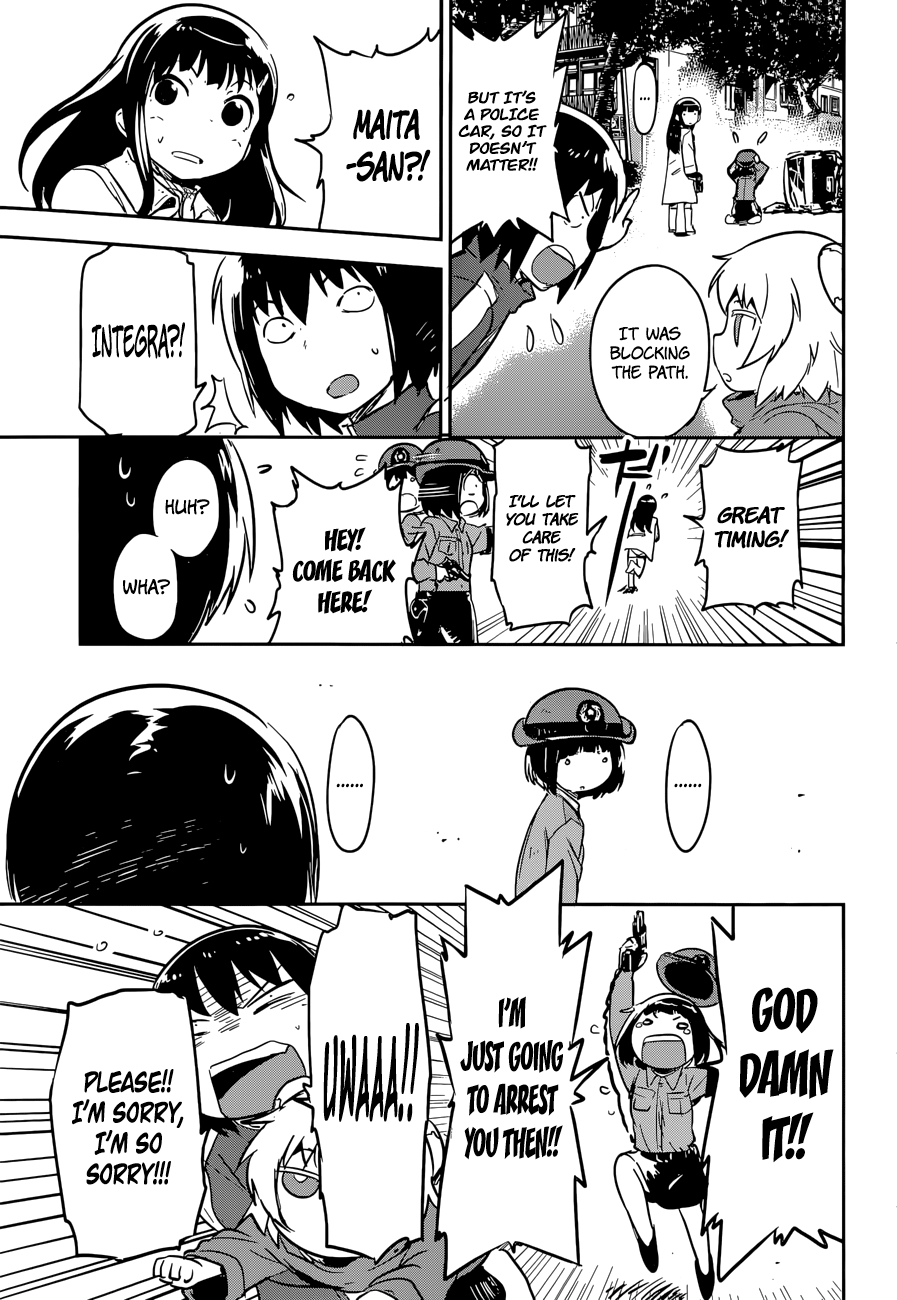 BUT IT'S
A POLICE
CAR, SO IT
DOESN'T
MATTER!!
...
IT WAS
BLOCKING
THE PATH.
MAITA
-SAN?!
INTEGRA?!
GREAT
TIMING!
だっ
I'LL LET
YOU TAKE
CARE
OF THIS!
HEY!
COME BACK
HERE!
HUH?
WHA?
......
......
GOD
DAMN
IT!!
I'M
JUST GOING
TO ARREST
YOU THEN!!
UWAAA!!
PLEASE!!
I'M SORRY,
I'M SO
SORRY!!!